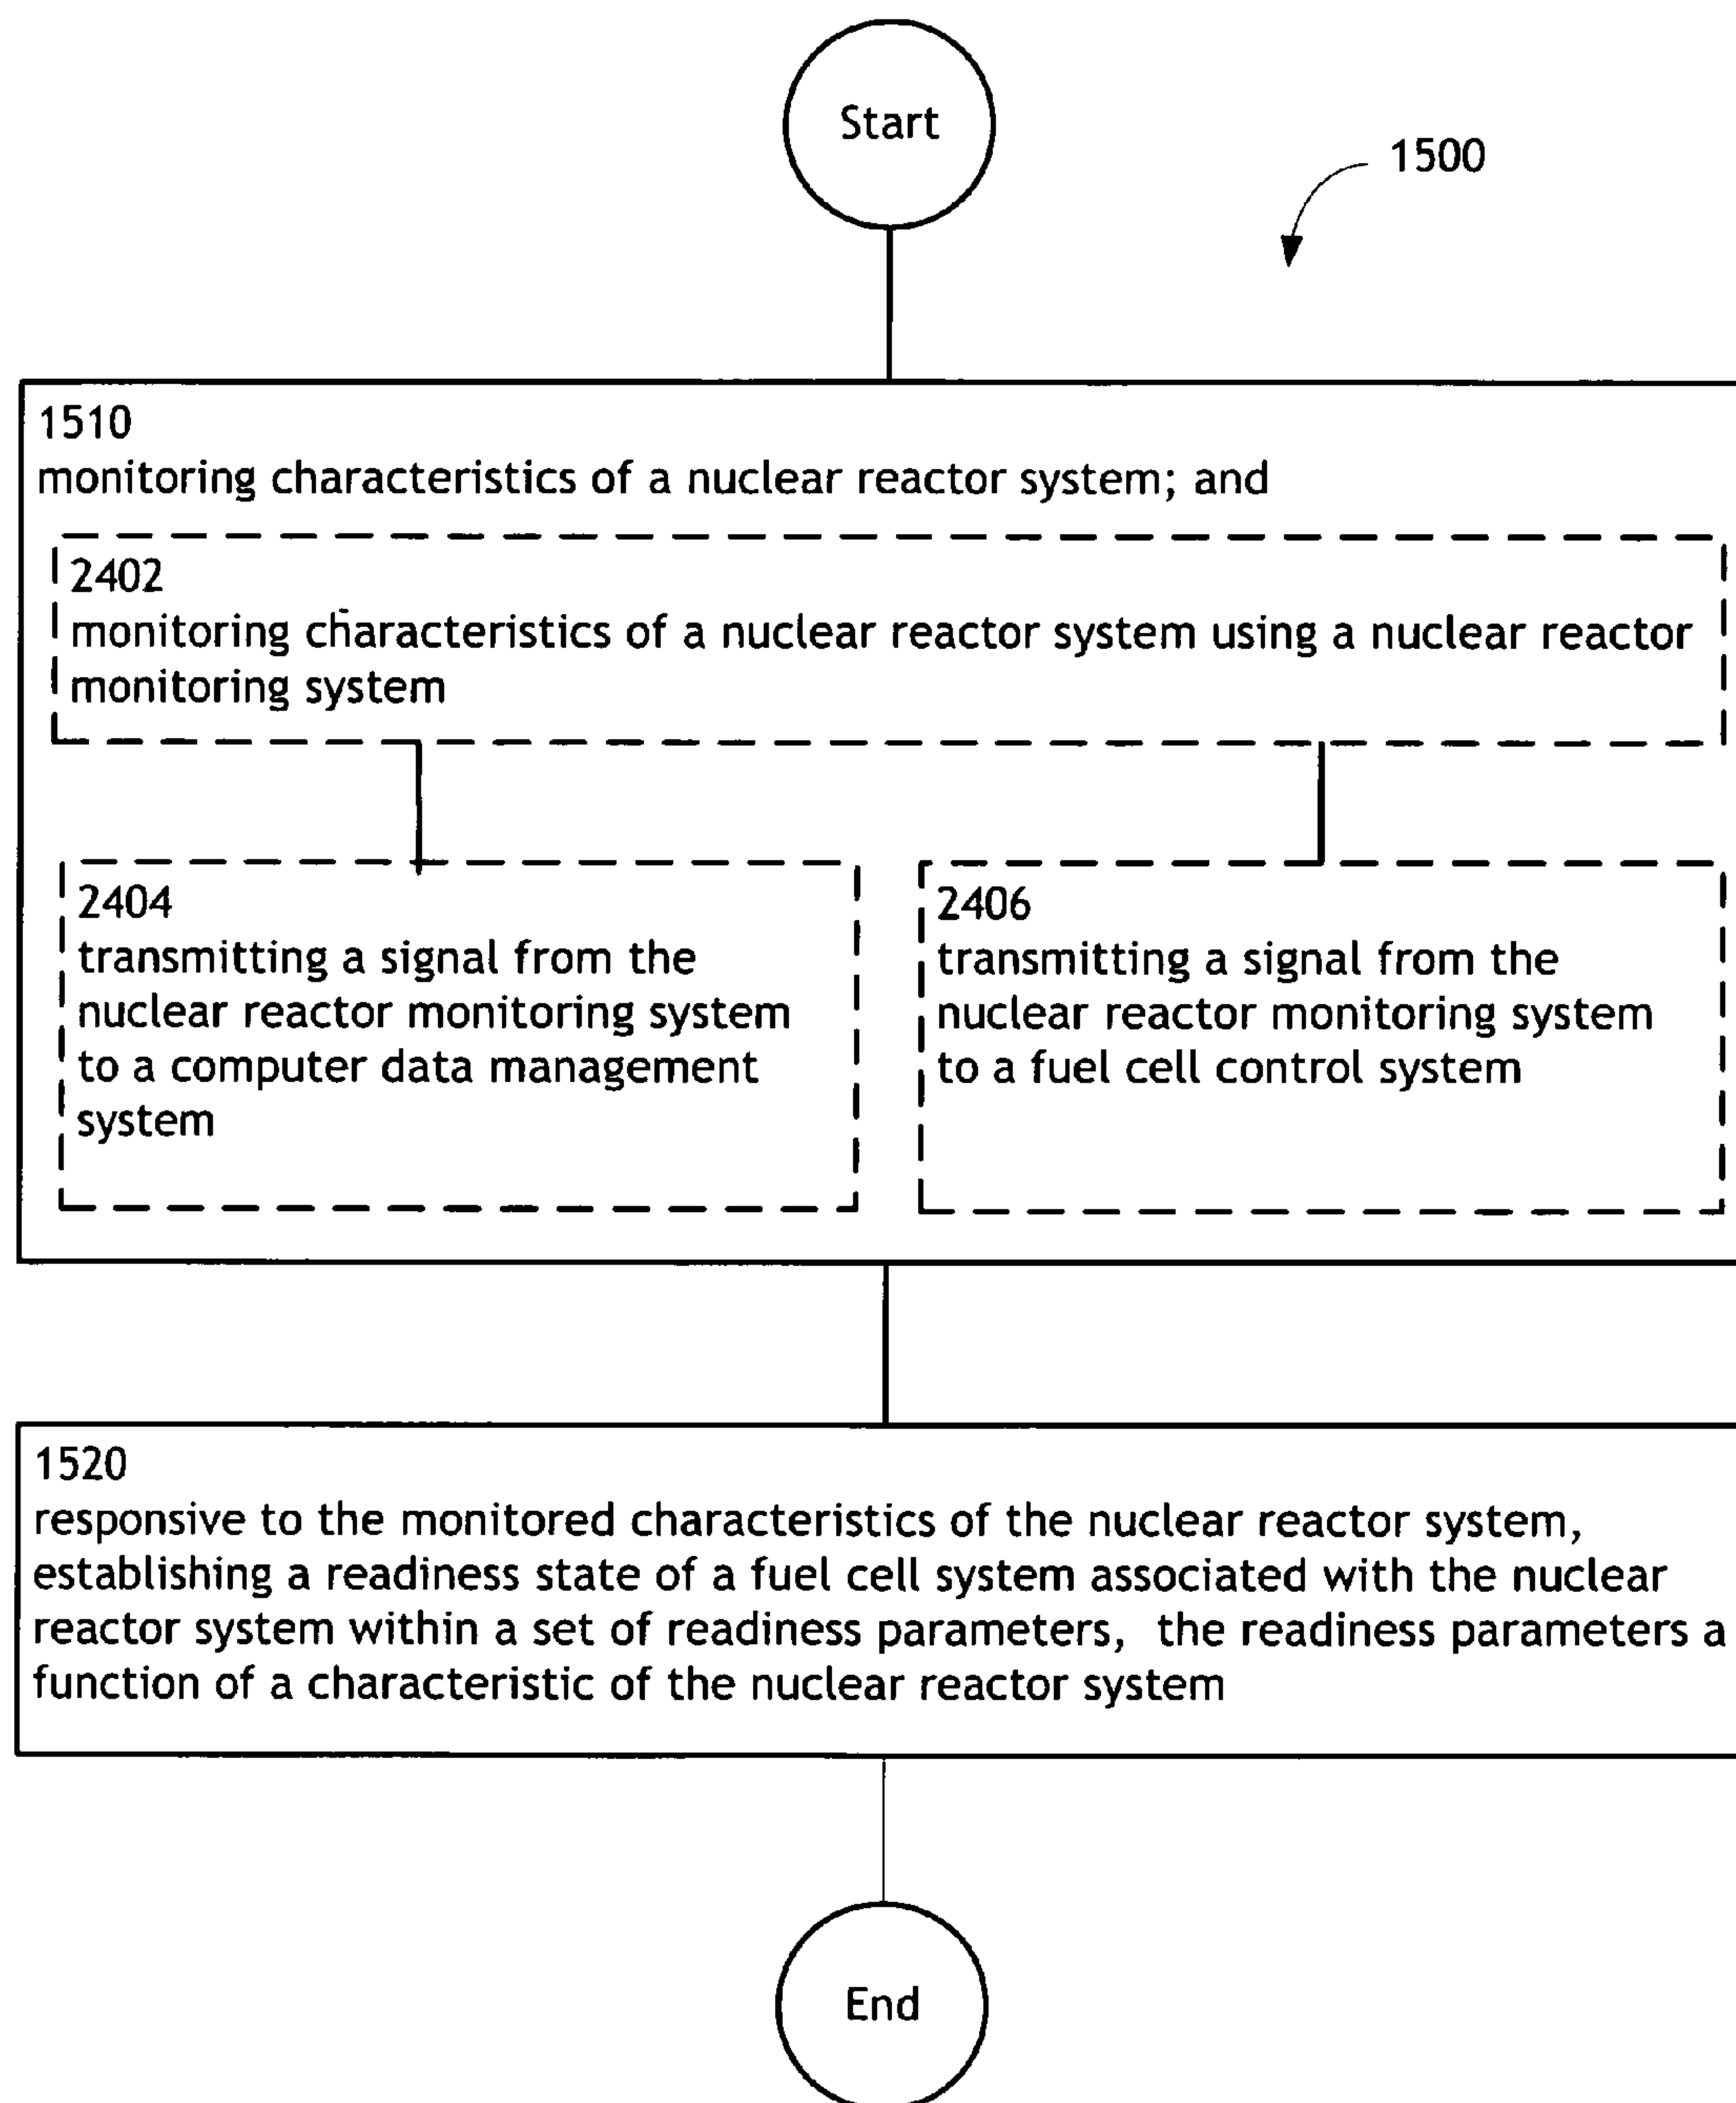 Start
1500
1510
monitoring characteristics of a nuclear reactor system; and
2402
monitoring characteristics of a nuclear reactor system using a nuclear reactor
monitoring system
2404
transmitting a signal from the
nuclear reactor monitoring system
to a computer data management
system
2406
transmitting a signal from the
nuclear reactor monitoring system
to a fuel cell control system
1520
responsive to the monitored characteristics of the nuclear reactor system,
establishing a readiness state of a fuel cell system associated with the nuclear
reactor system within a set of readiness parameters, the readiness parameters a
function of a characteristic of the nuclear reactor system
End